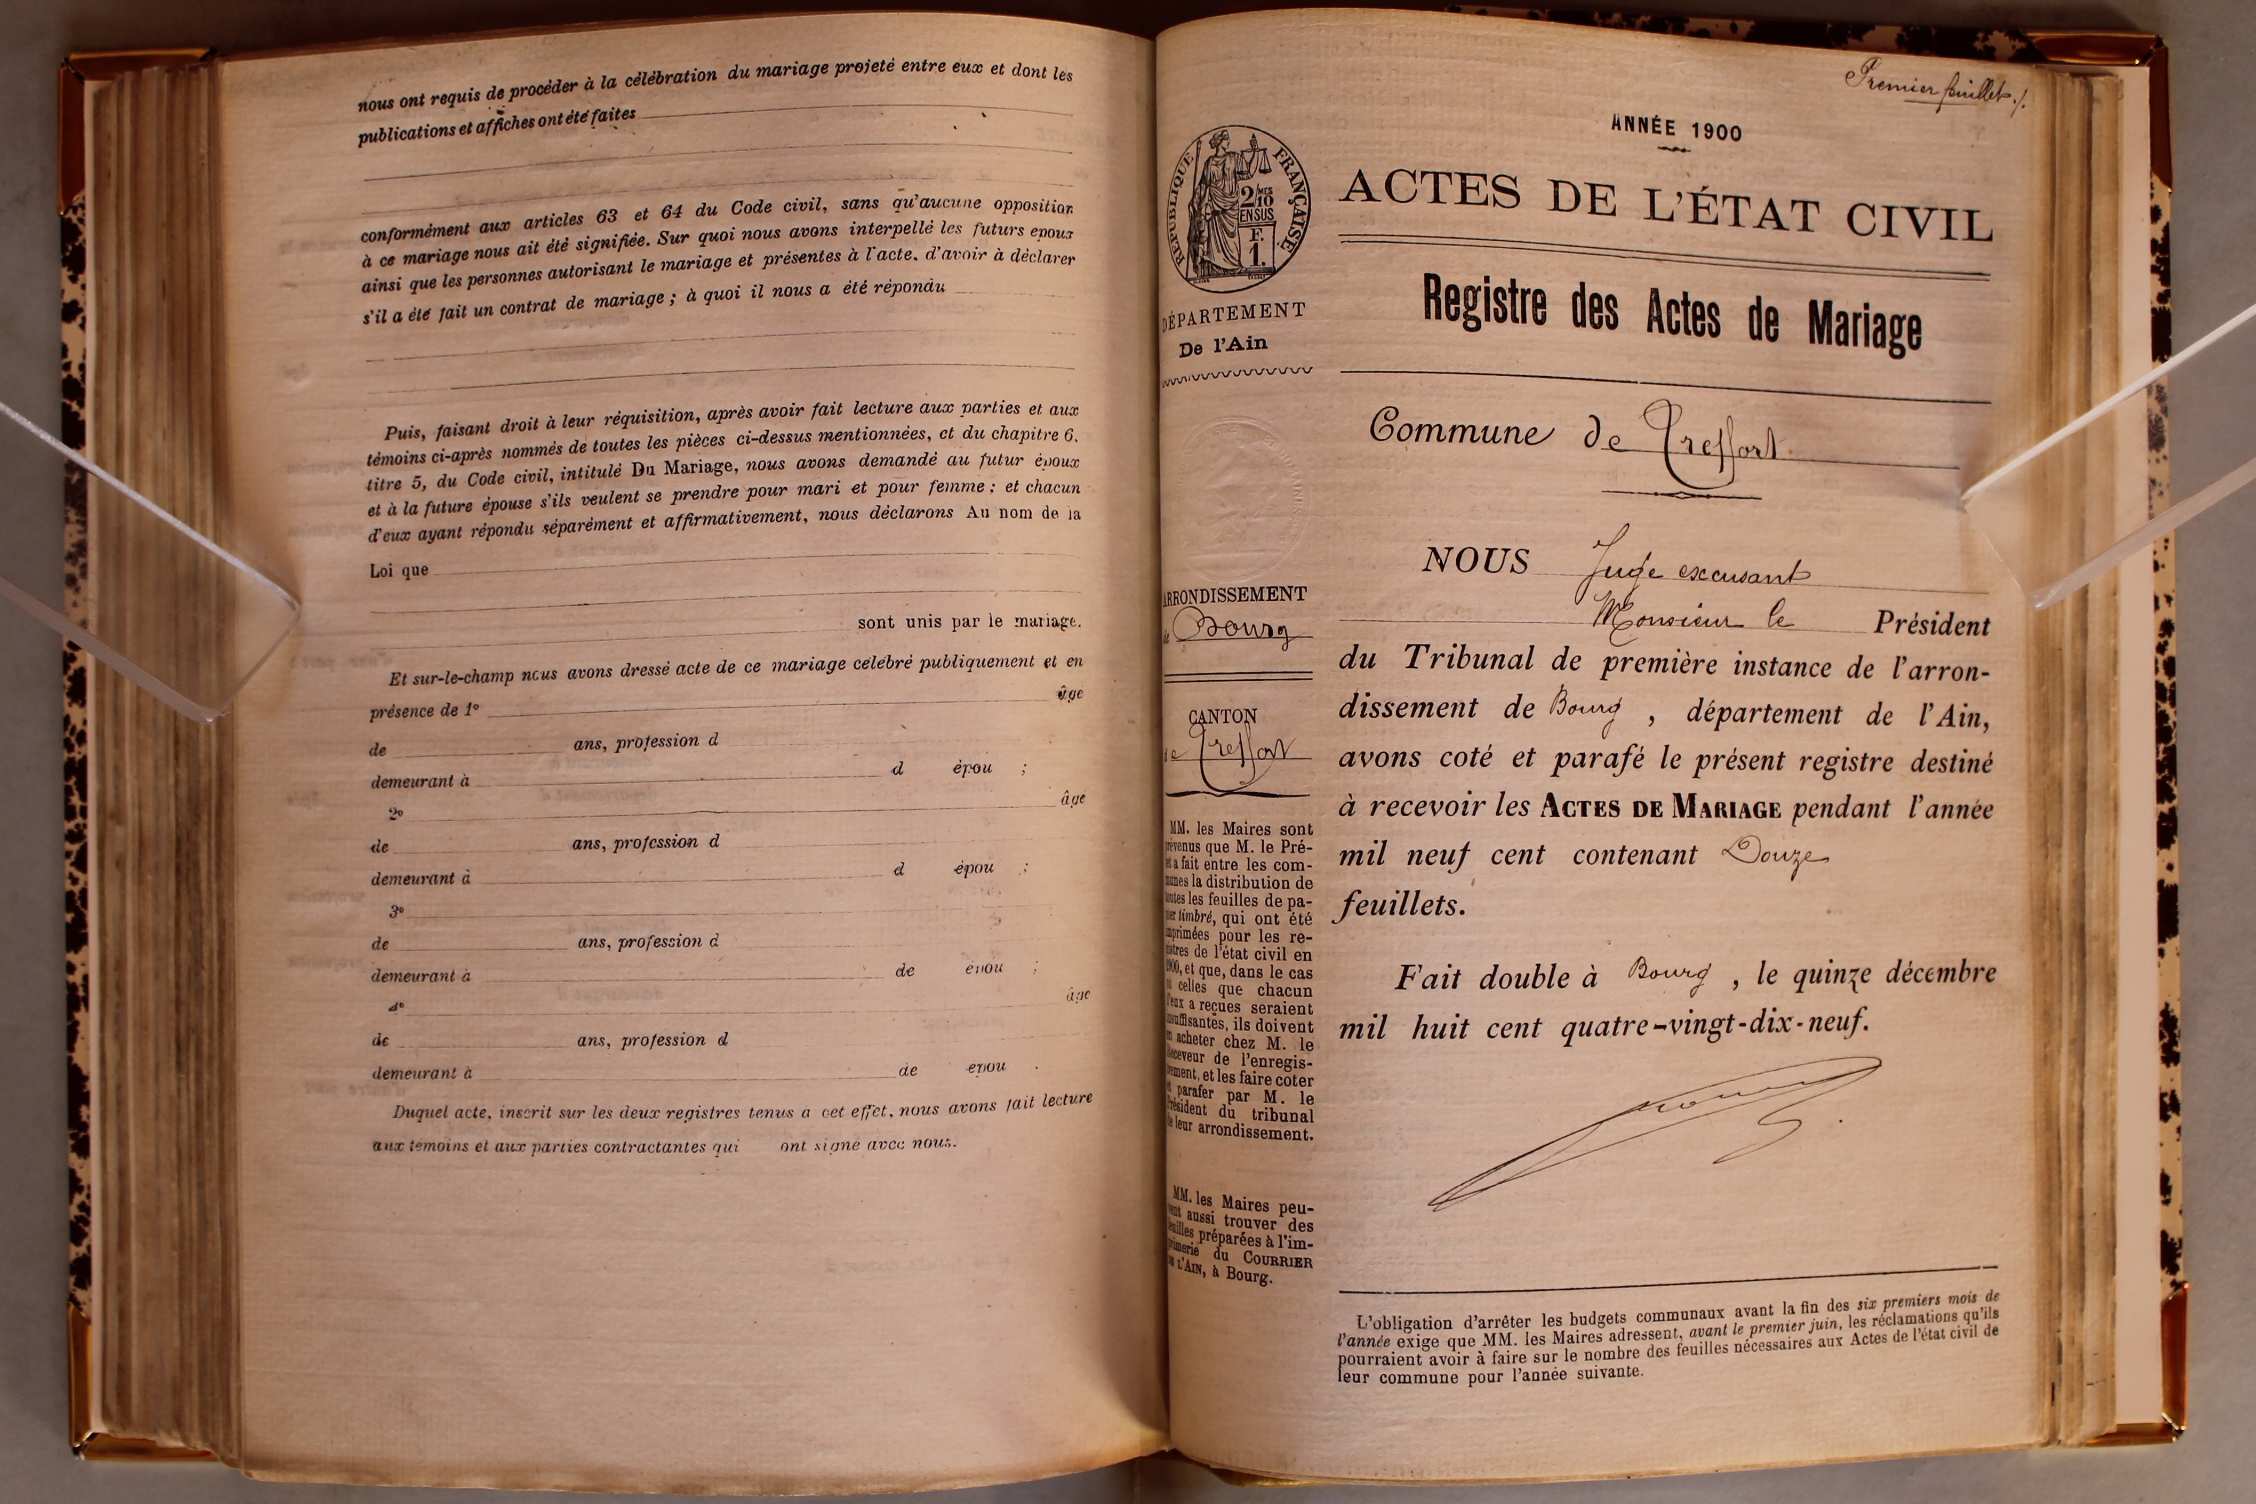 nous ont requis de procéder à la célébration du mariage projeté entre eux et dont les
publications et affiches ont été faites
conformément aux articles 63 et 64 du Code civil, sans qu'aucune opposition
à ce mariage nous ait été signifiée. Sur quoi nous avons interpellé les futurs époux
ainsi que les personnes autorisant le mariage et présentes à l'acte, d'avoir à déclarer
s'il a été fait un contrat de mariage ; à quoi il nous a été répondu
Puis, faisant droit à leur réquisition, après avoir fait lecture aux parties et aux
témoins ci-après nommés de toutes les pièces ci-dessus mentionnées, et du chapitre 6,
titre 5, du Code civil, intitulé Du Mariage, nous avons demandé au futur époux
et à la future épouse s'ils veulent se prendre pour mari et pour femme ; et chacun
d'eux ayant répondu séparément et affirmativement, nous déclarons Au nom de la
Loi que
sont unis par le mariage.
Et sur-le-champ nous avons dressé acte de ce mariage célébré publiquement et en
présence de 1° âge
de ans, profession d
demeurant à d épou ;
2° âge
de ans, profession d
demeurant à d épou ;
3°
de ans, profession d
demeurant à de épou ;
4° âge
de ans, profession d
demeurant à de epou .
Duquel acte, inscrit sur les deux registres tenus a cet effet, nous avons fait lecture
aux temoins et aux parties contractantes qui ont signé avec nous.
Premier feuillet ./.
ANNÉE 1900
RÉPUBLIQUE FRANÇAISE
2/10 MES
EN SUS
F.
1.
ACTES DE L'ÉTAT CIVIL
Registre des Actes de Mariage
DÉPARTEMENT
De l'Ain
Commune de Treffort
NOUS Juge excusant
Monsieur le Président
du Tribunal de première instance de l'arron-
dissement de Bourg , département de l'Ain,
avons coté et parafé le présent registre destiné
à recevoir les ACTES DE MARIAGE pendant l'année
mil neuf cent contenant Douze
feuillets.
Fait double à Bourg , le quinze décembre
mil huit cent quatre-vingt-dix-neuf.
ARRONDISSEMENT
de Bourg
CANTON
de Treffort
MM. les Maires sont
prévenus que M. le Pré-
fet a fait entre les com-
munes la distribution de
toutes les feuilles de pa-
pier timbré, qui ont été
imprimées pour les re-
gistres de l'état civil en
1900, et que, dans le cas
où celles que chacun
d'eux a reçues seraient
insuffisantes, ils doivent
en acheter chez M. le
Receveur de l'enregis-
trement, et les faire coter
et parafer par M. le
Président du tribunal
de leur arrondissement.
MM. les Maires peu-
vent aussi trouver des
feuilles préparées à l'im-
primerie du COURRIER
DE L'AIN, à Bourg.
L'obligation d'arrêter les budgets communaux avant la fin des six premiers mois de
l'année exige que MM. les Maires adressent, avant le premier juin, les réclamations qu'ils
pourraient avoir à faire sur le nombre des feuilles nécessaires aux Actes de l'état civil de
leur commune pour l'année suivante.